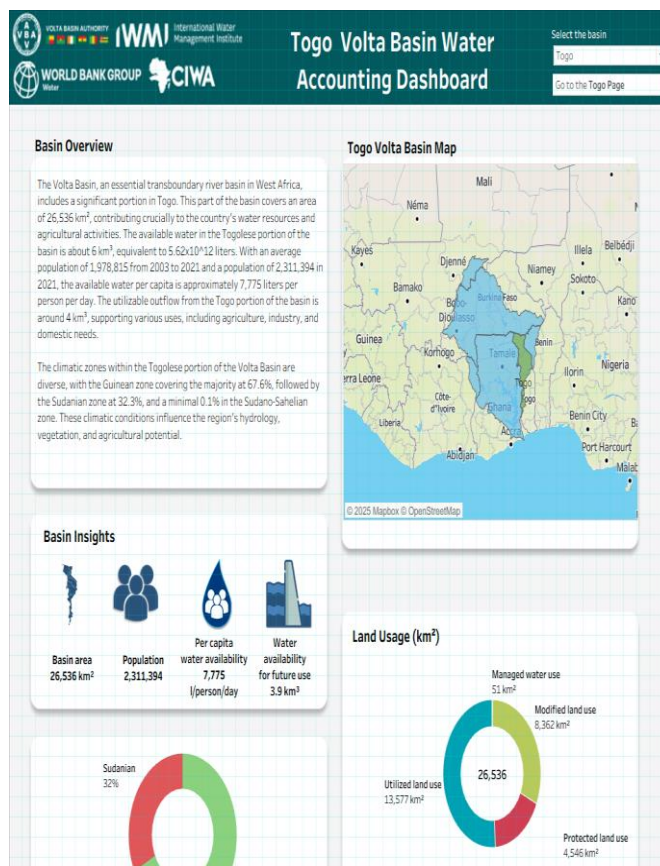 VOLTA BASIN AUTHORITY
IWMI
International Water
Management Institute
WORLD BANK GROUP
Water
CIWA
Togo Volta Basin Water
Accounting Dashboard
Select the basin
Togo
Go to the Togo Page
Basin Overview
The Volta Basin, an essential transboundary river basin in West Africa,
includes a significant portion in Togo. This part of the basin covers an area
of 26,536 km², contributing crucially to the country's water resources and
agricultural activities. The available water in the Togolese portion of the
basin is about 6 km³, equivalent to 5.62x10^12 liters. With an average
population of 1,978,815 from 2003 to 2021 and a population of 2,311,394 in
2021, the available water per capita is approximately 7,775 liters per
person per day. The utilizable outflow from the Togo portion of the basin is
around 4 km³, supporting various uses, including agriculture, industry, and
domestic needs.
The climatic zones within the Togolese portion of the Volta Basin are
diverse, with the Guinean zone covering the majority at 67.6%, followed by
the Sudanian zone at 32.3%, and a minimal 0.1% in the Sudano-Sahelian
zone. These climatic conditions influence the region's hydrology,
vegetation, and agricultural potential.
Togo Volta Basin Map
Mali
Néma
Kayes
Djenné
Niamey
Illela
Belbédji
Sokoto
Bamako
Burkina Faso
Kano
Bobo-
Dioulasso
Guinea
Korhogo
Tamale
Benin
Ilorin
Nigeria
erra Leone
Togo
Côte-
d'Ivoire
Ghana
Togo
Benin City
Liberia
Accra
Abidjan
Port Harcourt
Malab
© 2025 Mapbox © OpenStreetMap
Basin Insights
Basin area
26,536 km²
Population
2,311,394
Per capita
water availability
7,775
l/person/day
Water
availability
for future use
3.9 km³
Land Usage (km²)
Managed water use
51 km²
Modified land use
8,362 km²
26,536
Utilized land use
13,577 km²
Protected land use
4,546 km²
Sudanian
32%